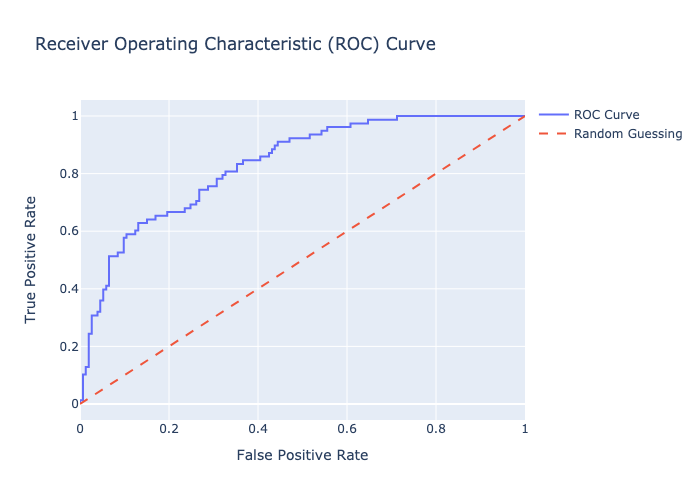 Receiver Operating Characteristic (ROC) Curve
ROC Curve
Random Guessing
True Positive Rate
1
0.8
0.6
0.4
0.2
0
0
0.2
0.4
0.6
0.8
1
False Positive Rate